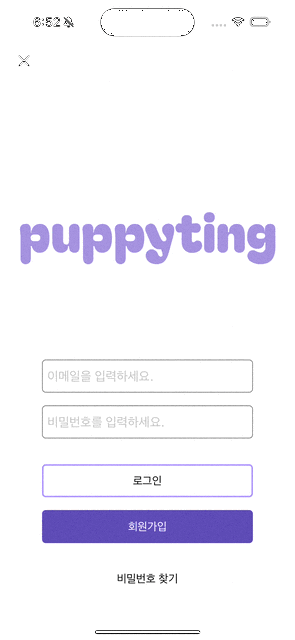 6:52
puppyting
이메일을 입력하세요.
비밀번호를 입력하세요.
로그인
회원가입
비밀번호 찾기